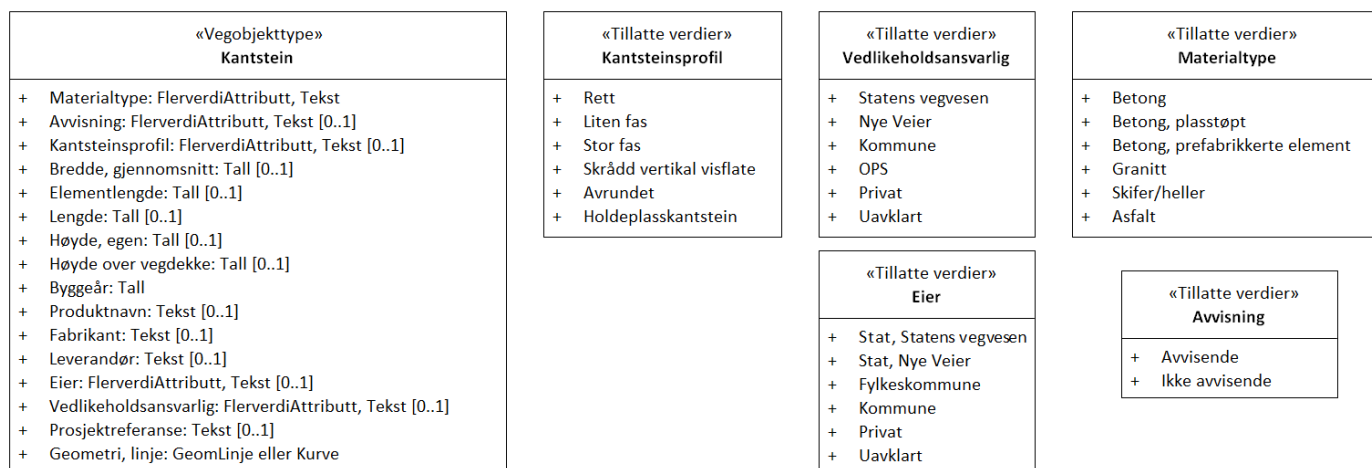 «Vegobjekttype»
Kantstein
+ Materialtype: FlerverdiAttributt, Tekst
+ Avvisning: FlerverdiAttributt, Tekst [0..1]
+ Kantsteinsprofil: FlerverdiAttributt, Tekst [0..1]
+ Bredde, gjennomsnitt: Tall [0..1]
+ Elementlengde: Tall [0..1]
+ Lengde: Tall [0..1]
+ Høyde, egen: Tall [0..1]
+ Høyde over vegdekke: Tall [0..1]
+ Byggeår: Tall
+ Produktnavn: Tekst [0..1]
+ Fabrikant: Tekst [0..1]
+ Leverandør: Tekst [0..1]
+ Eier: FlerverdiAttributt, Tekst [0..1]
+ Vedlikeholdsansvarlig: FlerverdiAttributt, Tekst [0..1]
+ Prosjektreferanse: Tekst [0..1]
+ Geometri, linje: GeomLinje eller Kurve
«Tillatte verdier»
Kantsteinsprofil
+ Rett
+ Liten fas
+ Stor fas
+ Skrådd vertikal visflate
+ Avrundet
+ Holdeplasskantstein
«Tillatte verdier»
Vedlikeholdsansvarlig
+ Statens vegvesen
+ Nye Veier
+ Kommune
+ OPS
+ Privat
+ Uavklart
«Tillatte verdier»
Eier
+ Stat, Statens vegvesen
+ Stat, Nye Veier
+ Fylkeskommune
+ Kommune
+ Privat
+ Uavklart
«Tillatte verdier»
Materialtype
+ Betong
+ Betong, plasstøpt
+ Betong, prefabrikkerte element
+ Granitt
+ Skifer/heller
+ Asfalt
«Tillatte verdier»
Avvisning
+ Avvisende
+ Ikke avvisende